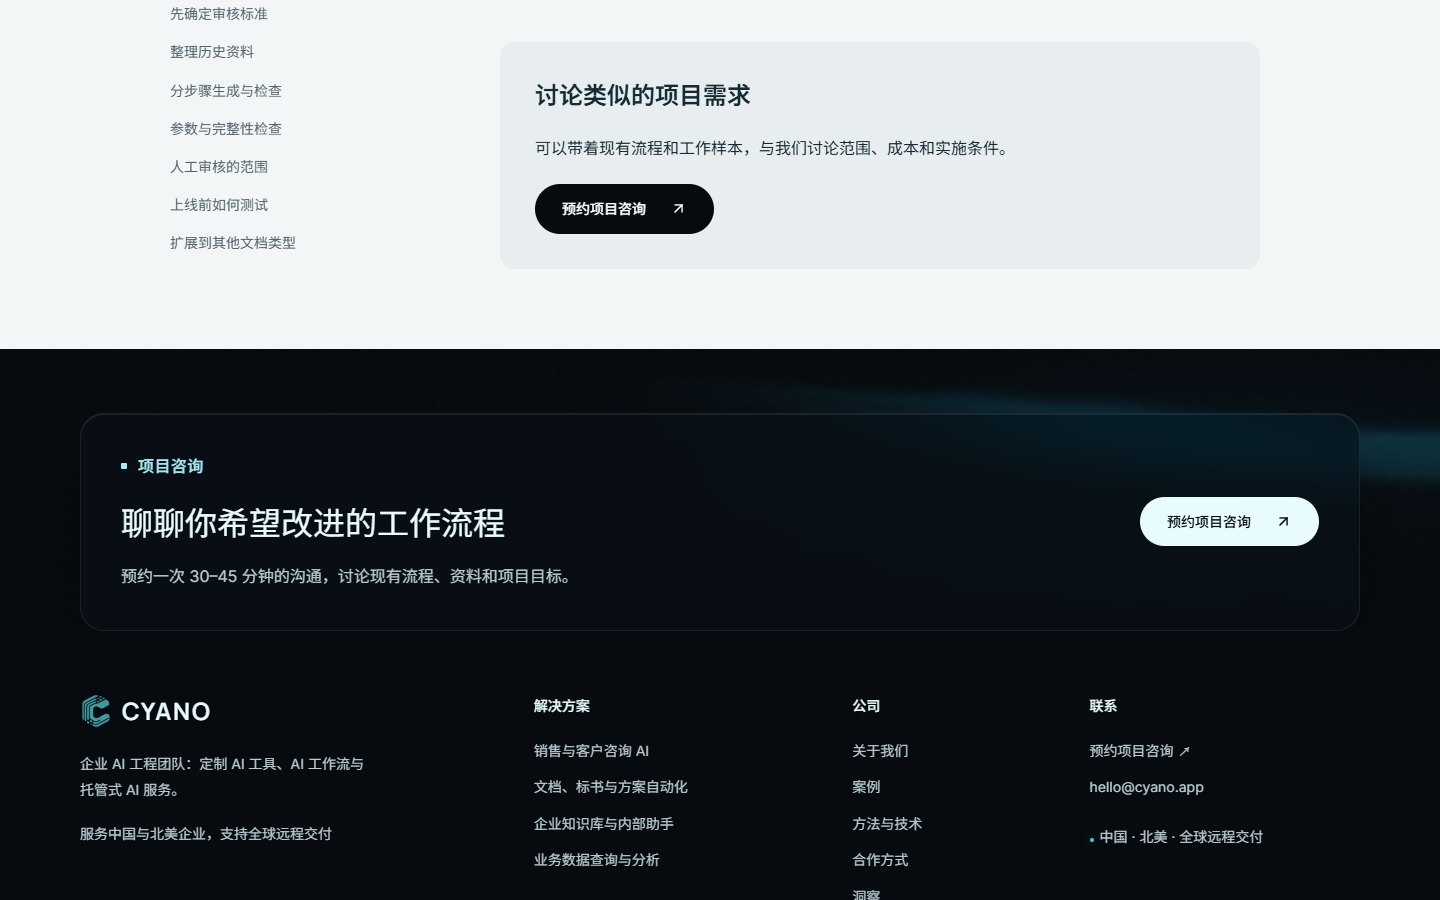 先确定审核标准
整理历史资料
分步骤生成与检查
参数与完整性检查
人工审核的范围
上线前如何测试
扩展到其他文档类型
讨论类似的项目需求
可以带着现有流程和工作样本，与我们讨论范围、成本和实施条件。
预约项目咨询
项目咨询
聊聊你希望改进的工作流程
预约一次 30–45 分钟的沟通，讨论现有流程、资料和项目目标。
预约项目咨询
CYANO
企业 AI 工程团队：定制 AI 工具、AI 工作流与
托管式 AI 服务。
服务中国与北美企业，支持全球远程交付
解决方案
销售与客户咨询 AI
文档、标书与方案自动化
企业知识库与内部助手
业务数据查询与分析
公司
关于我们
案例
方法与技术
合作方式
洞察
联系
预约项目咨询 ↗
hello@cyano.app
中国 · 北美 · 全球远程交付